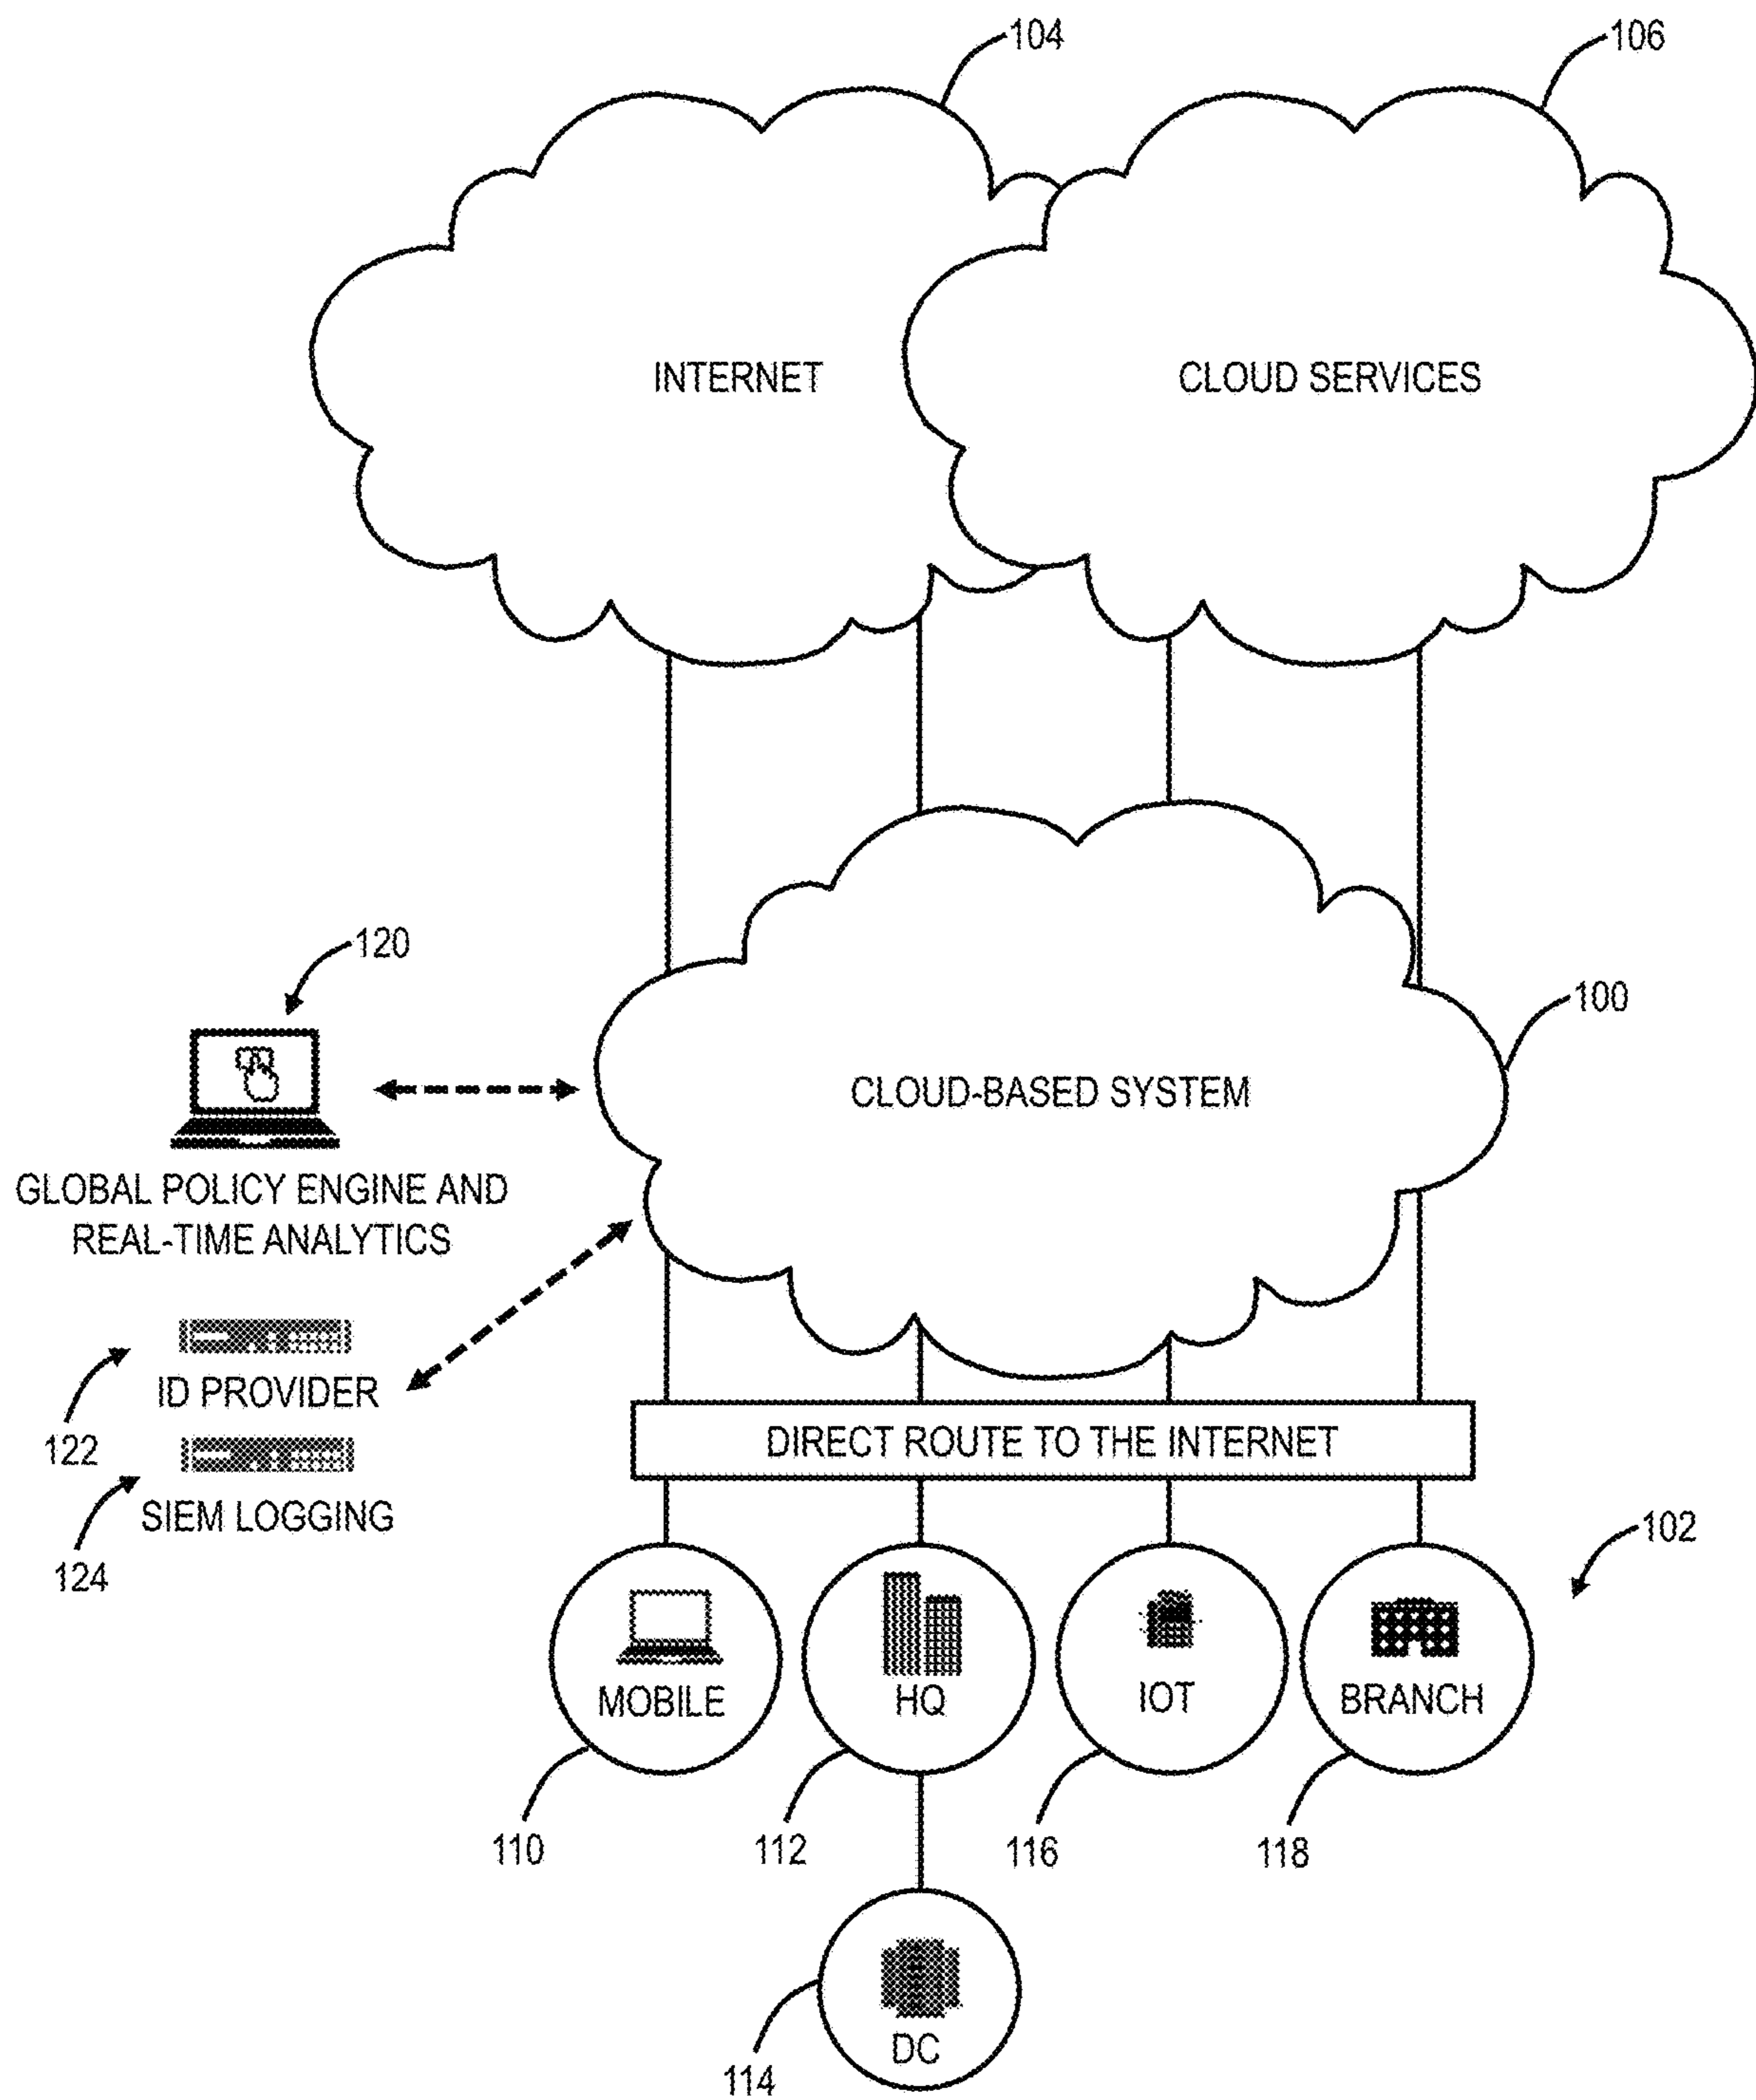 104
106
INTERNET
CLOUD SERVICES
120
100
CLOUD-BASED SYSTEM
GLOBAL POLICY ENGINE AND
REAL-TIME ANALYTICS
ID PROVIDER
122
DIRECT ROUTE TO THE INTERNET
SIEM LOGGING
124
102
MOBILE
HQ
IOT
BRANCH
110
112
116
118
DC
114